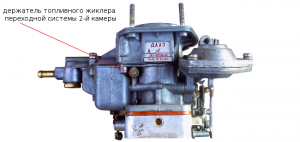 держатель топливного жиклера
переходной системы 2-й камеры
ДААЗ